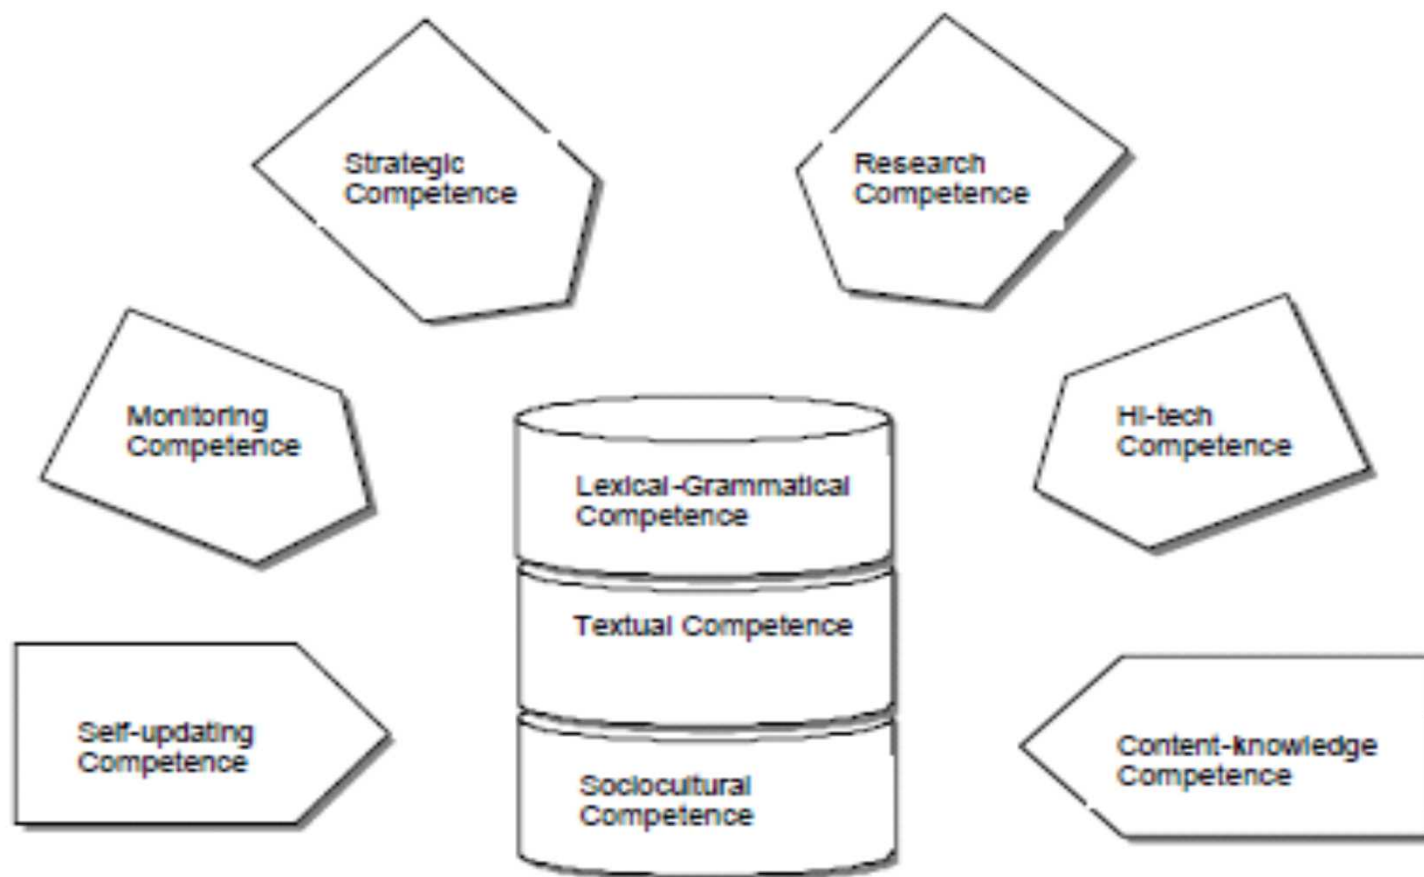 Strategic
Competence
Research
Competence
Monitoring
Competence
Hi-tech
Competence
Lexical-Grammatical
Competence
Textual Competence
Self-updating
Competence
Content-knowledge
Competence
Sociocultural
Competence